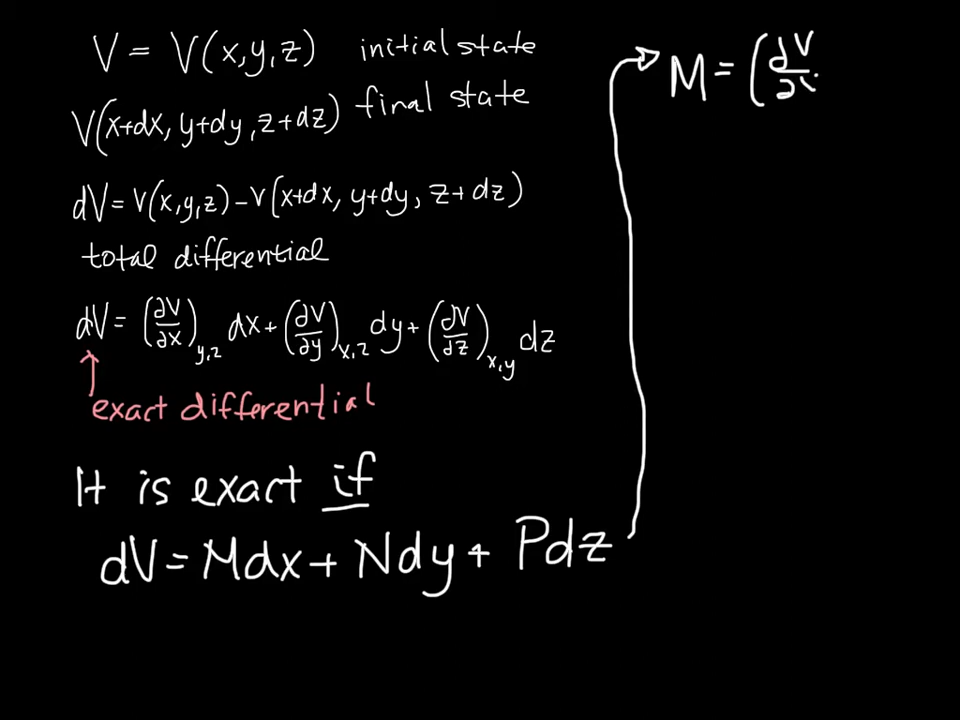 V = V(x,y,z) initial state
V(x+dx, y+dy, z+dz) final state
dV = V(x,y,z) - V(x+dx, y+dy, z+dz)
total differential
dV = (∂V/∂x)_{y,z} dx + (∂V/∂y)_{x,z} dy + (∂V/∂z)_{x,y} dz
exact differential
It is exact if
dV = Mdx + Ndy + Pdz
M = (∂V/∂